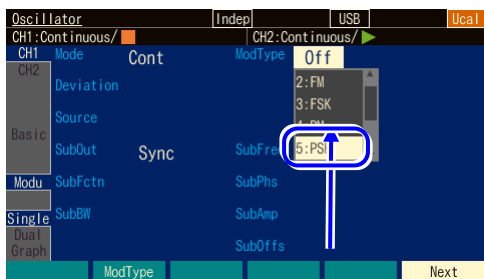 Oscillator Indep USB Ucal
CH1:Continuous/ CH2:Continuous/
CH1 Mode Cont ModType Off
CH2
2:FM
Deviation
3:FSK
Source
Basic
5:PS
SubOut Sync
Modu SubFctn SubPhs
Single SubBW SubAmp
Dual
Graph SubOffs
ModType Next